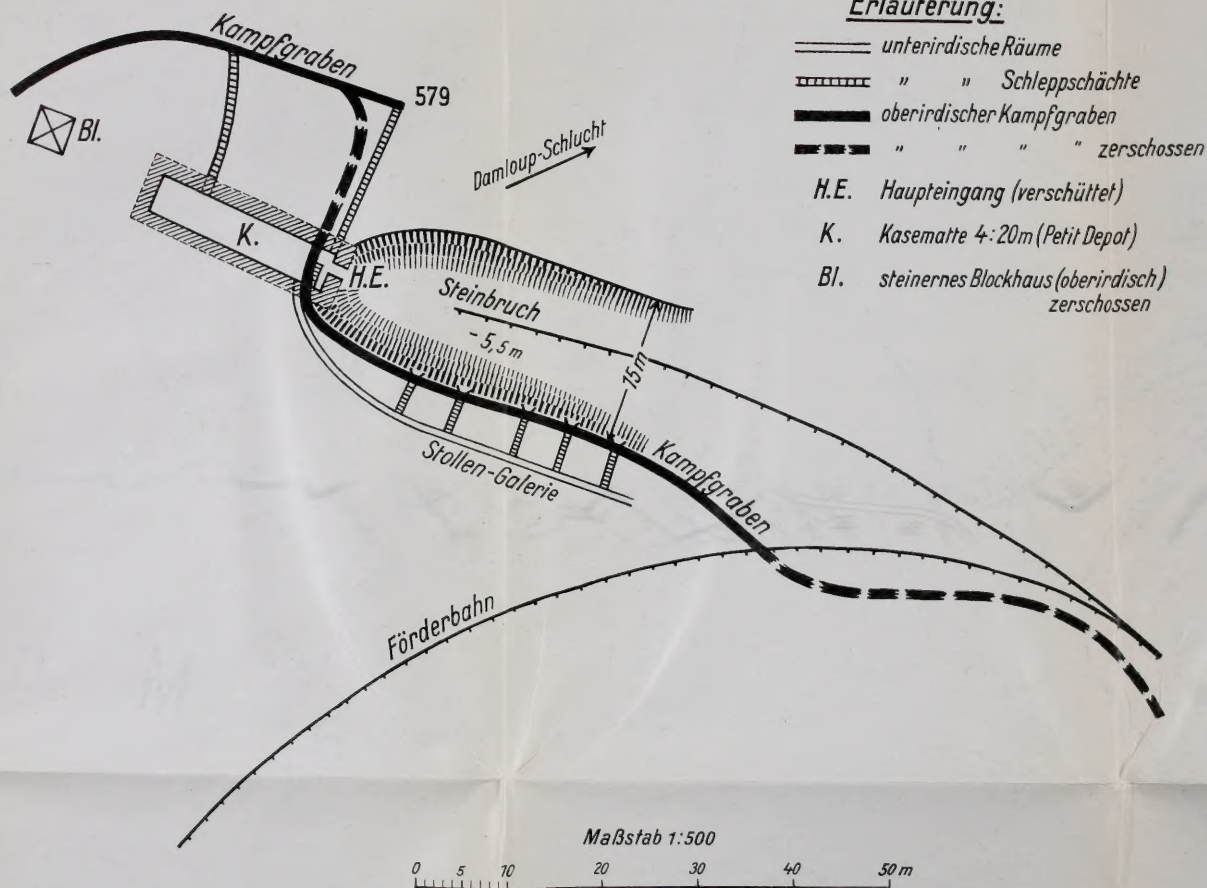 Erläuterung:
unterirdische Räume
" " Schleppschächte
oberirdischer Kampfgraben
" " " " zerschossen
H.E. Haupteingang (verschüttet)
K. Kasematte 4:20m (Petit Depot)
Bl. steinernes Blockhaus (oberirdisch)
zerschossen
Kampfgraben
579
Bl.
Damloup-Schlucht
K.
H.E.
Steinbruch
- 5,5 m
15 m
Stollen-Galerie
Kampfgraben
Förderbahn
Maßstab 1:500
0 5 10 20 30 40 50 m